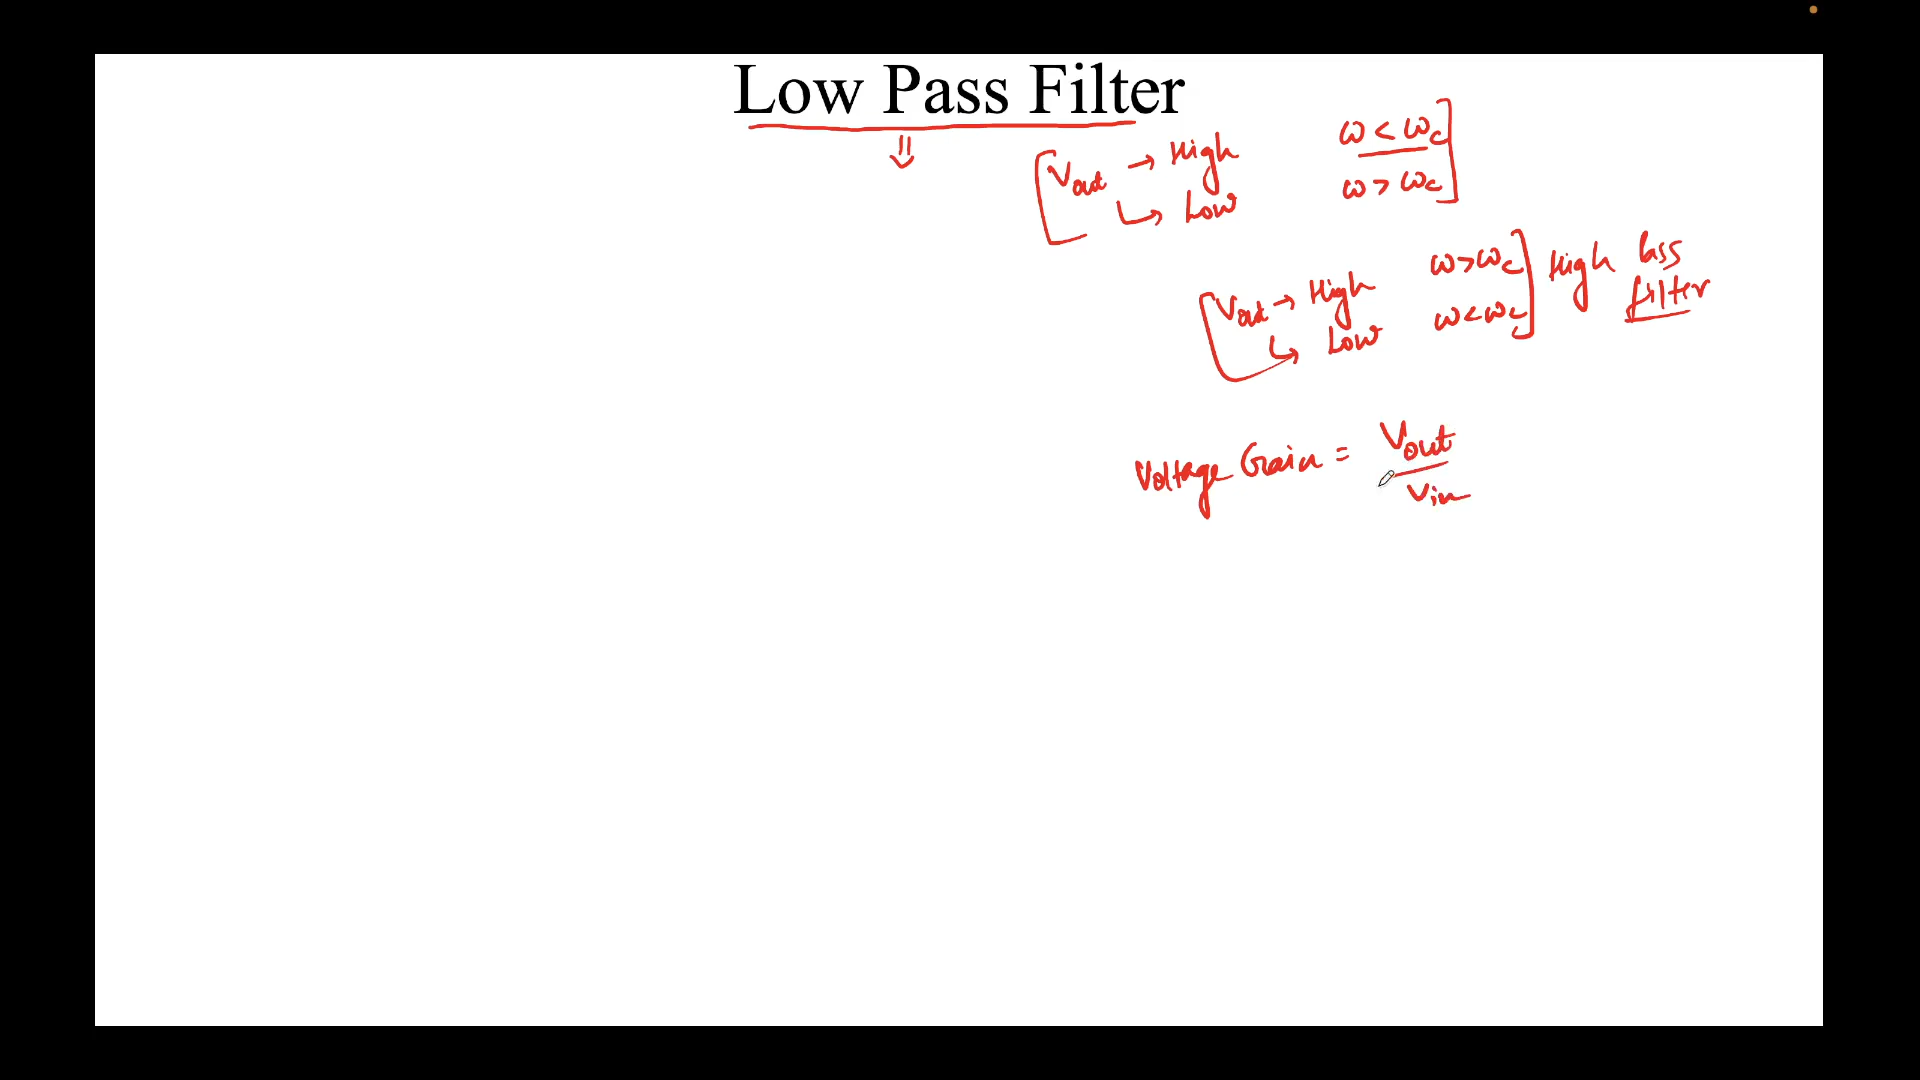 Low Pass Filter
⇓
Vout → High ω < ωc
↳ Low ω > ωc
Vout → High ω > ωc High Pass
↳ Low ω < ωc Filter
Voltage Gain = Vout
Vin